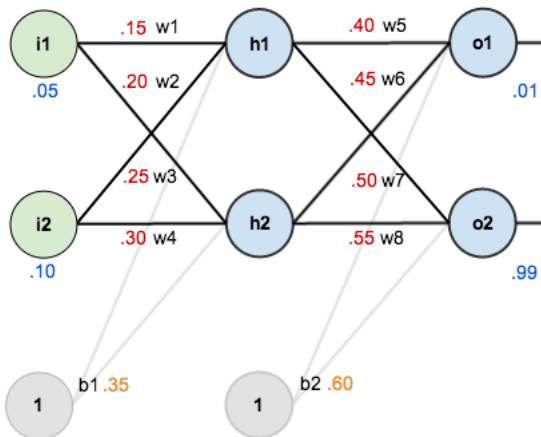 i1 .15 w1 h1 .40 w5 o1
.05 .20 w2 .45 w6 .01
.25 w3 .50 w7
i2 .30 w4 h2 .55 w8 o2
.10 .99
b1 .35 b2 .60
1 1